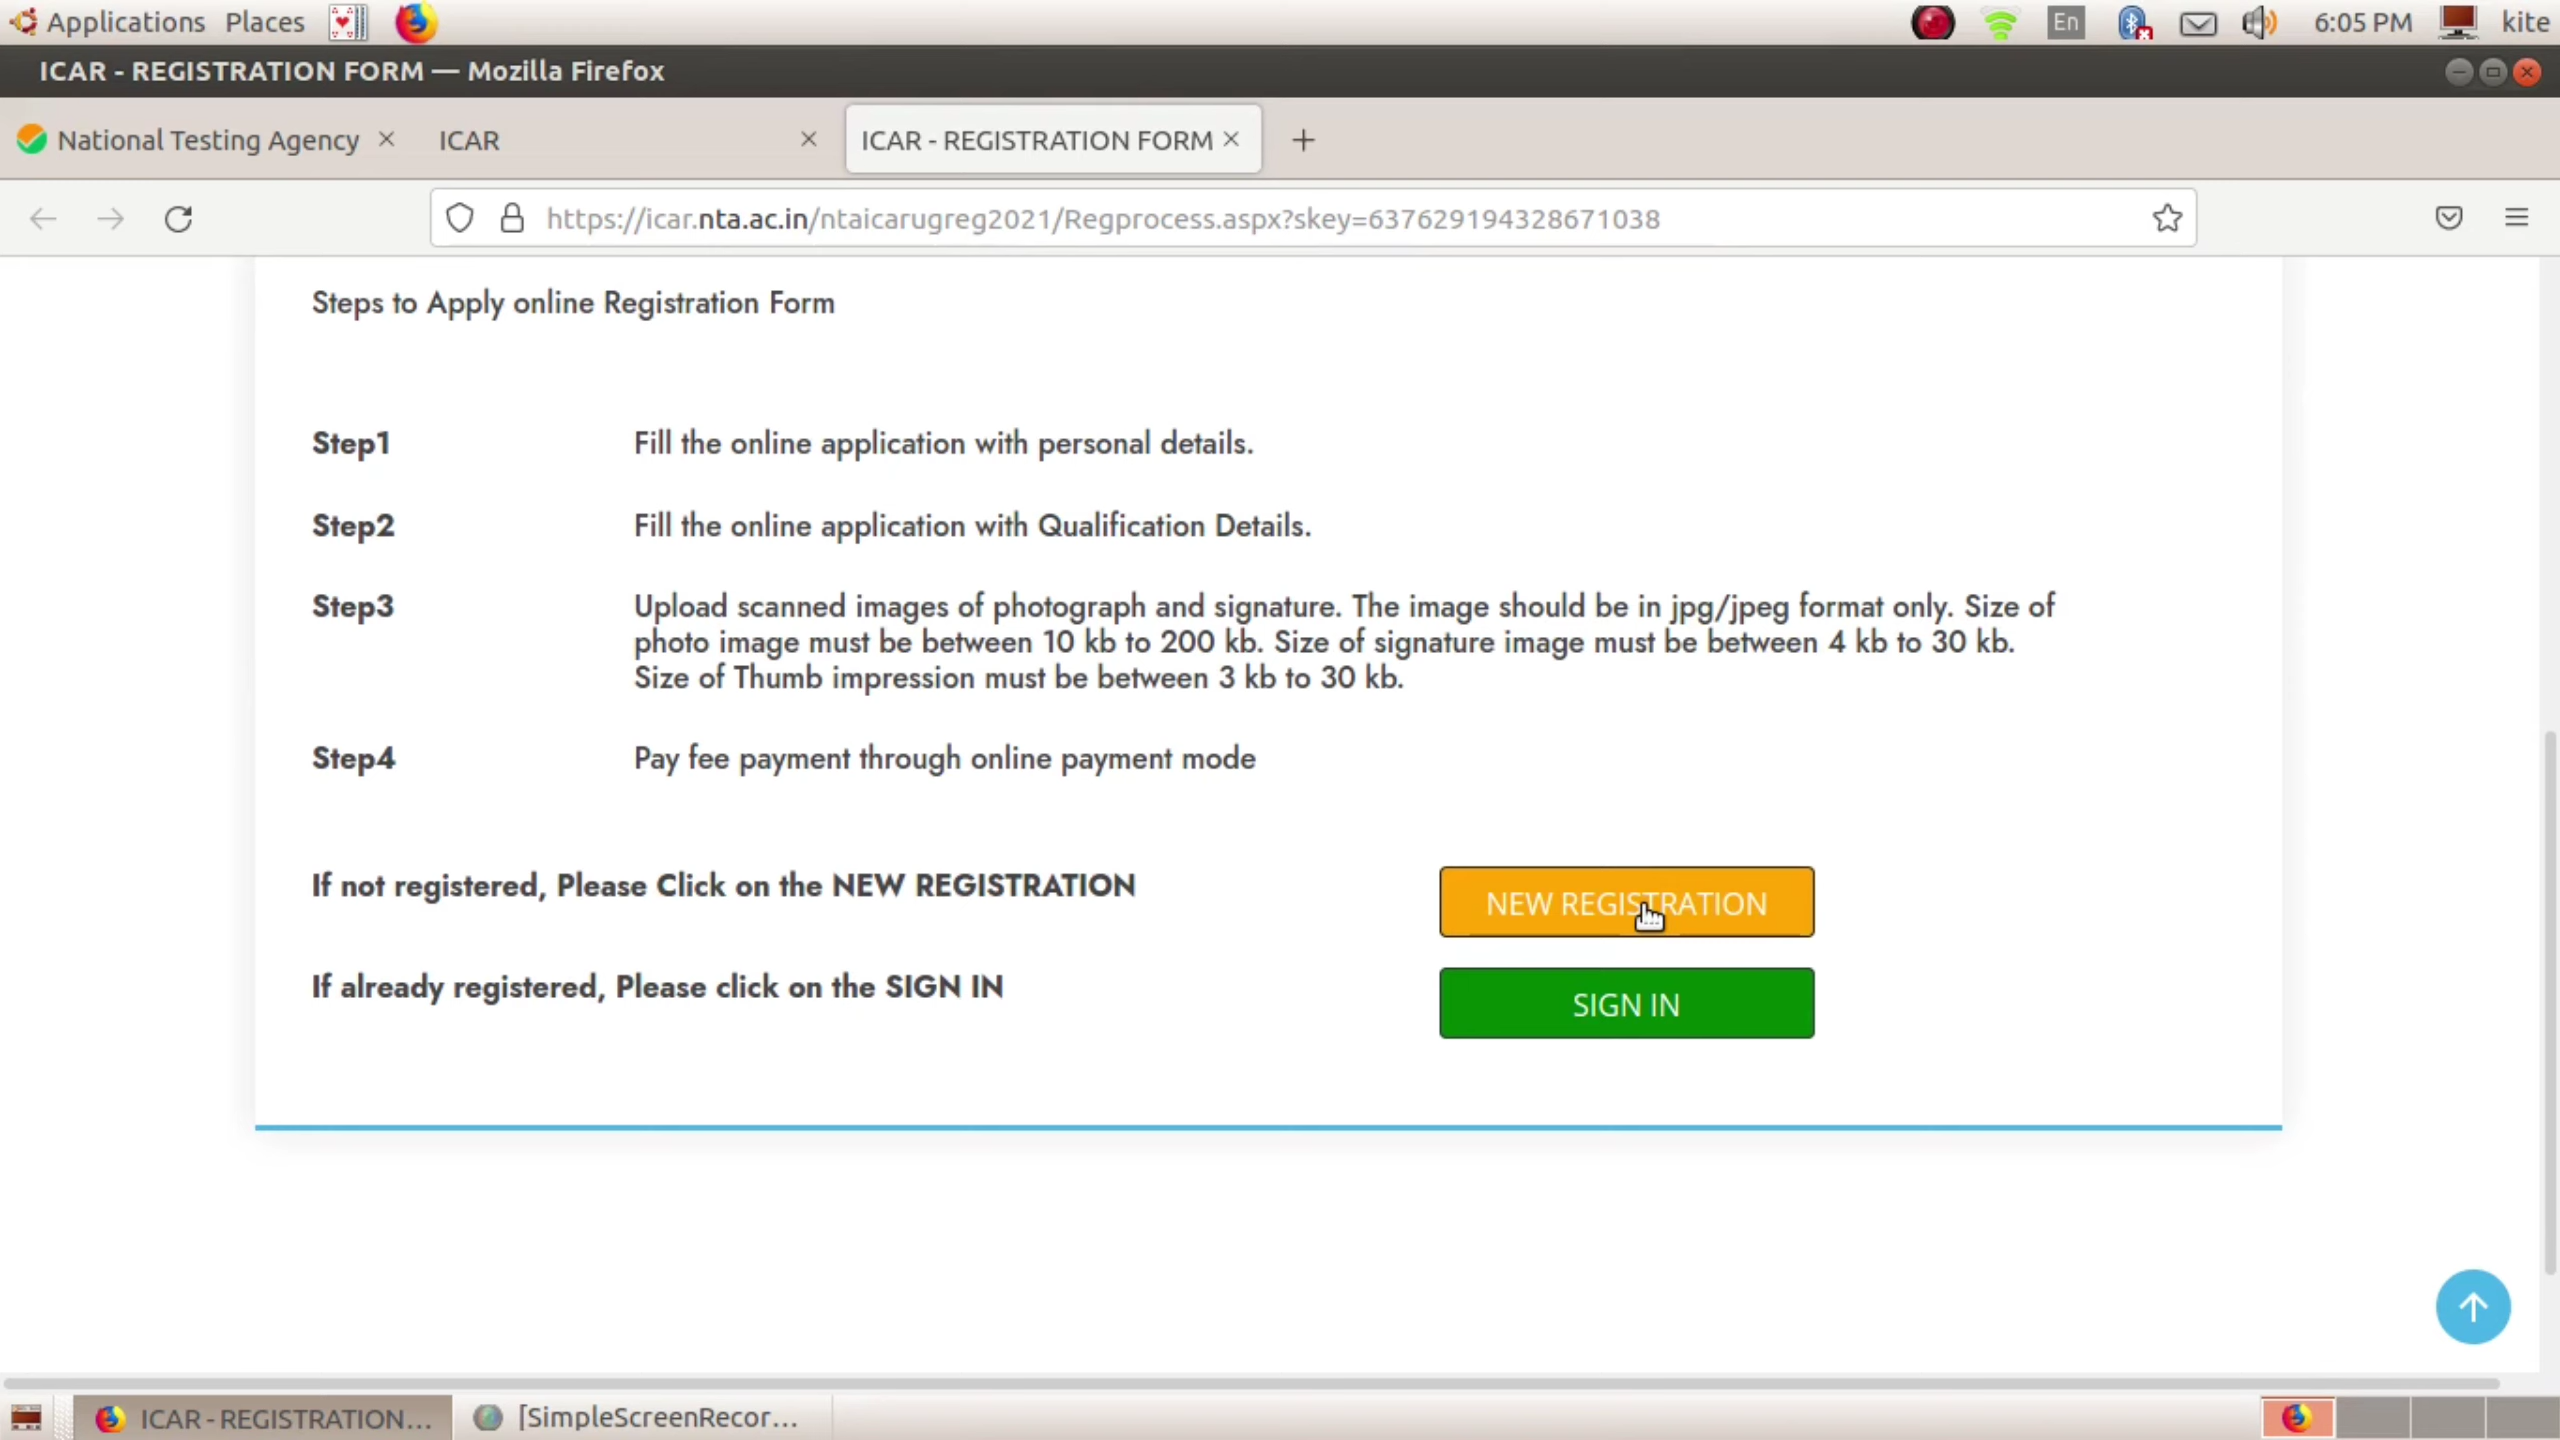 Applications Places En 6:05 PM kite
ICAR - REGISTRATION FORM — Mozilla Firefox
National Testing Agency ICAR ICAR - REGISTRATION FORM
https://icar.nta.ac.in/ntaicarugreg2021/Regprocess.aspx?skey=637629194328671038
Steps to Apply online Registration Form
Step1 Fill the online application with personal details.
Step2 Fill the online application with Qualification Details.
Step3 Upload scanned images of photograph and signature. The image should be in jpg/jpeg format only. Size of
photo image must be between 10 kb to 200 kb. Size of signature image must be between 4 kb to 30 kb.
Size of Thumb impression must be between 3 kb to 30 kb.
Step4 Pay fee payment through online payment mode
If not registered, Please Click on the NEW REGISTRATION NEW REGISTRATION
If already registered, Please click on the SIGN IN SIGN IN
ICAR - REGISTRATION... [SimpleScreenRecor...